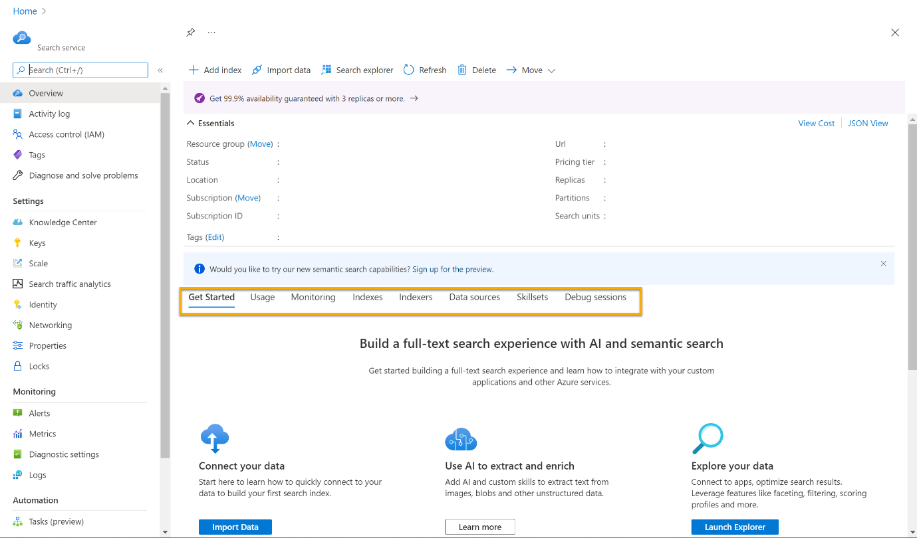 Home >
Search service
Search (Ctrl+/)
«
Overview
Activity log
Access control (IAM)
Tags
Diagnose and solve problems
Settings
Knowledge Center
Keys
Scale
Search traffic analytics
Identity
Networking
Properties
Locks
Monitoring
Alerts
Metrics
Diagnostic settings
Logs
Automation
Tasks (preview)
...
Add index Import data Search explorer Refresh Delete Move
Get 99.9% availability guaranteed with 3 replicas or more. →
Essentials
View Cost JSON View
Resource group (Move) :
Status :
Location :
Subscription (Move) :
Subscription ID :
Tags (Edit) :
Url :
Pricing tier :
Replicas :
Partitions :
Search units :
Would you like to try our new semantic search capabilities? Sign up for the preview.
Get Started Usage Monitoring Indexes Indexers Data sources Skillsets Debug sessions
Build a full-text search experience with AI and semantic search
Get started building a full-text search experience and learn how to integrate with your custom
applications and other Azure services.
Connect your data
Start here to learn how to quickly connect to your
data to build your first search index.
Import Data
Use AI to extract and enrich
Add AI and custom skills to extract text from
images, blobs and other unstructured data.
Learn more
Explore your data
Connect to apps, optimize search results.
Leverage features like faceting, filtering, scoring
profiles and more.
Launch Explorer